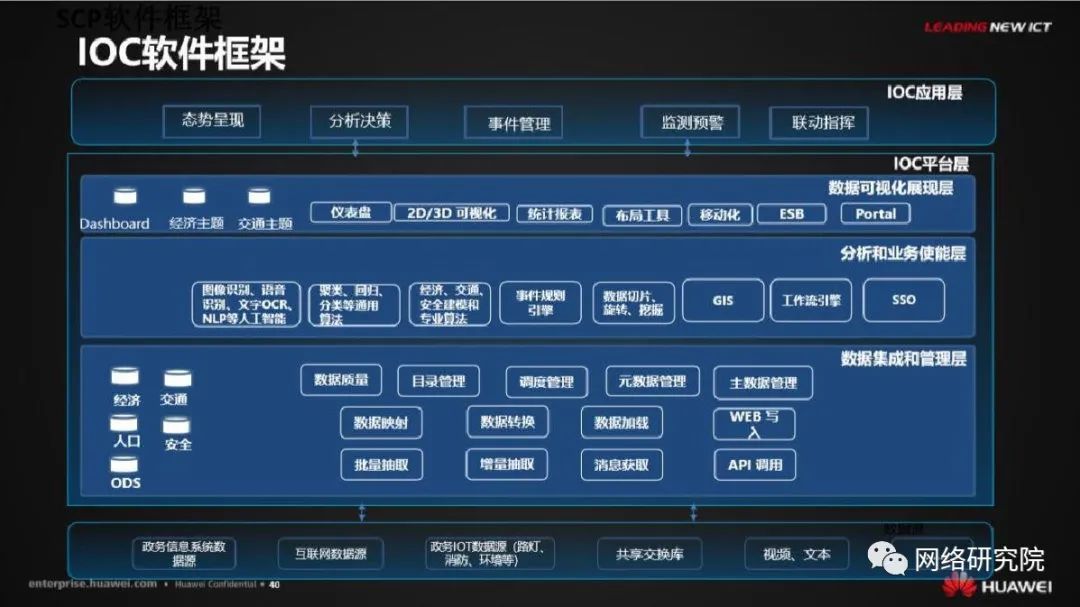 SCP软件框架
LEADING NEW ICT
IOC软件框架
IOC应用层
态势呈现
分析决策
事件管理
监测预警
联动指挥
IOC平台层
数据可视化展现层
Dashboard
经济主题
交通主题
仪表盘
2D/3D 可视化
统计报表
布局工具
移动化
ESB
Portal
分析和业务使能层
图像识别、语音
识别、文字OCR、
NLP等人工智能
聚类、回归、
分类等通用
算法
经济、交通、
安全建模和
专业算法
事件规则
引擎
数据切片、
旋转、挖掘
GIS
工作流引擎
SSO
数据集成和管理层
经济
交通
人口
安全
ODS
数据质量
目录管理
调度管理
元数据管理
主数据管理
数据映射
数据转换
数据加载
WEB 写
入
批量抽取
增量抽取
消息获取
API 调用
政务信息系统数
据源
互联网数据源
政务IOT数据源（路灯、
消防、环境等）
共享交换库
视频、文本
网络研究院
enterprise.huawei.com • Huawei Confidential • 40
HUAWEI